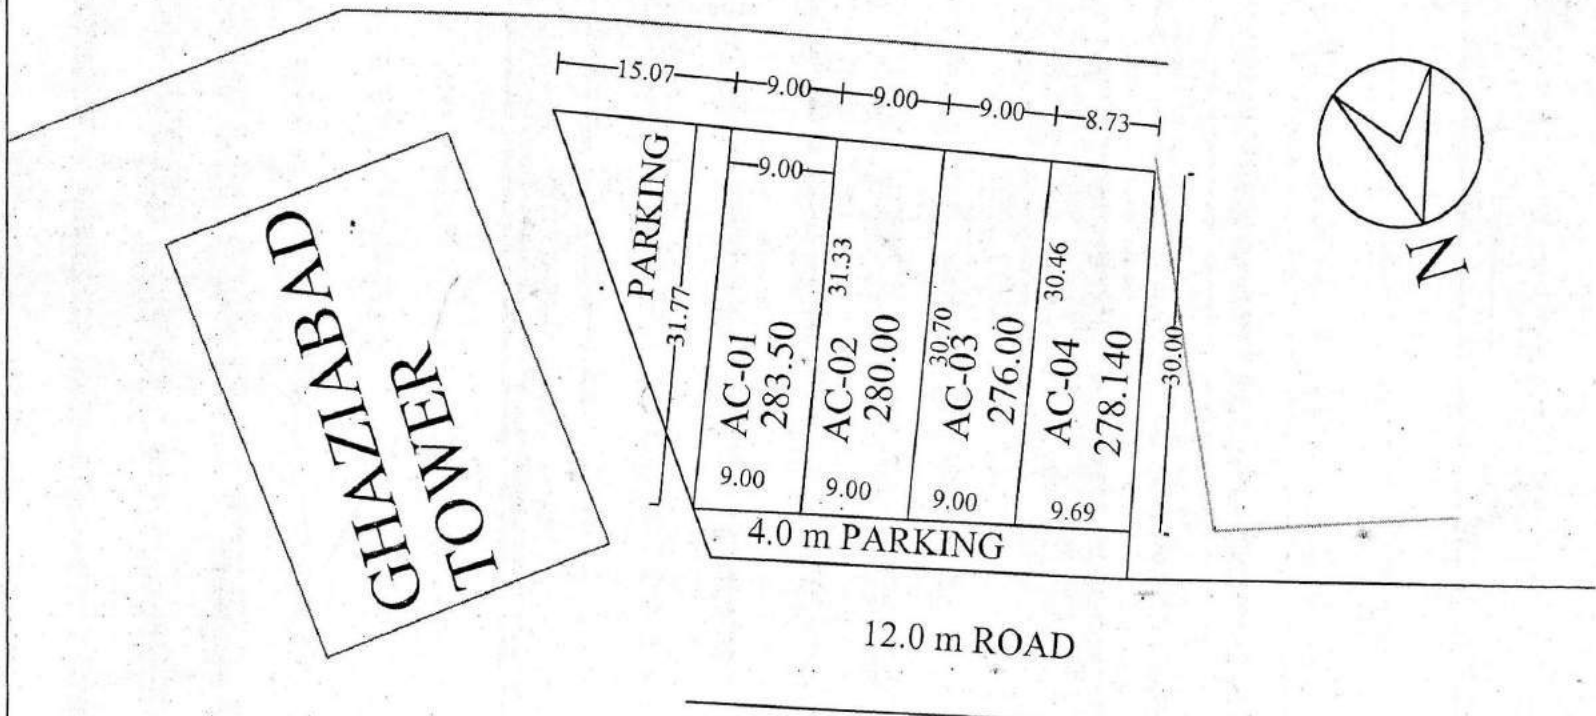 15.07
9.00
9.00
9.00
8.73
PARKING
31.77
9.00
AC-01
283.50
9.00
31.33
AC-02
280.00
9.00
30.70
AC-03
276.00
9.00
30.46
AC-04
278.140
9.69
30.00
N
GHAZIABAD
TOWER
4.0 m PARKING
12.0 m ROAD